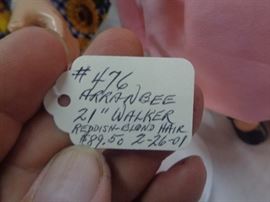 #476
ARRANBEE
21" WALKER
REDDISH-BLOND HAIR
$89.50 2-26-01